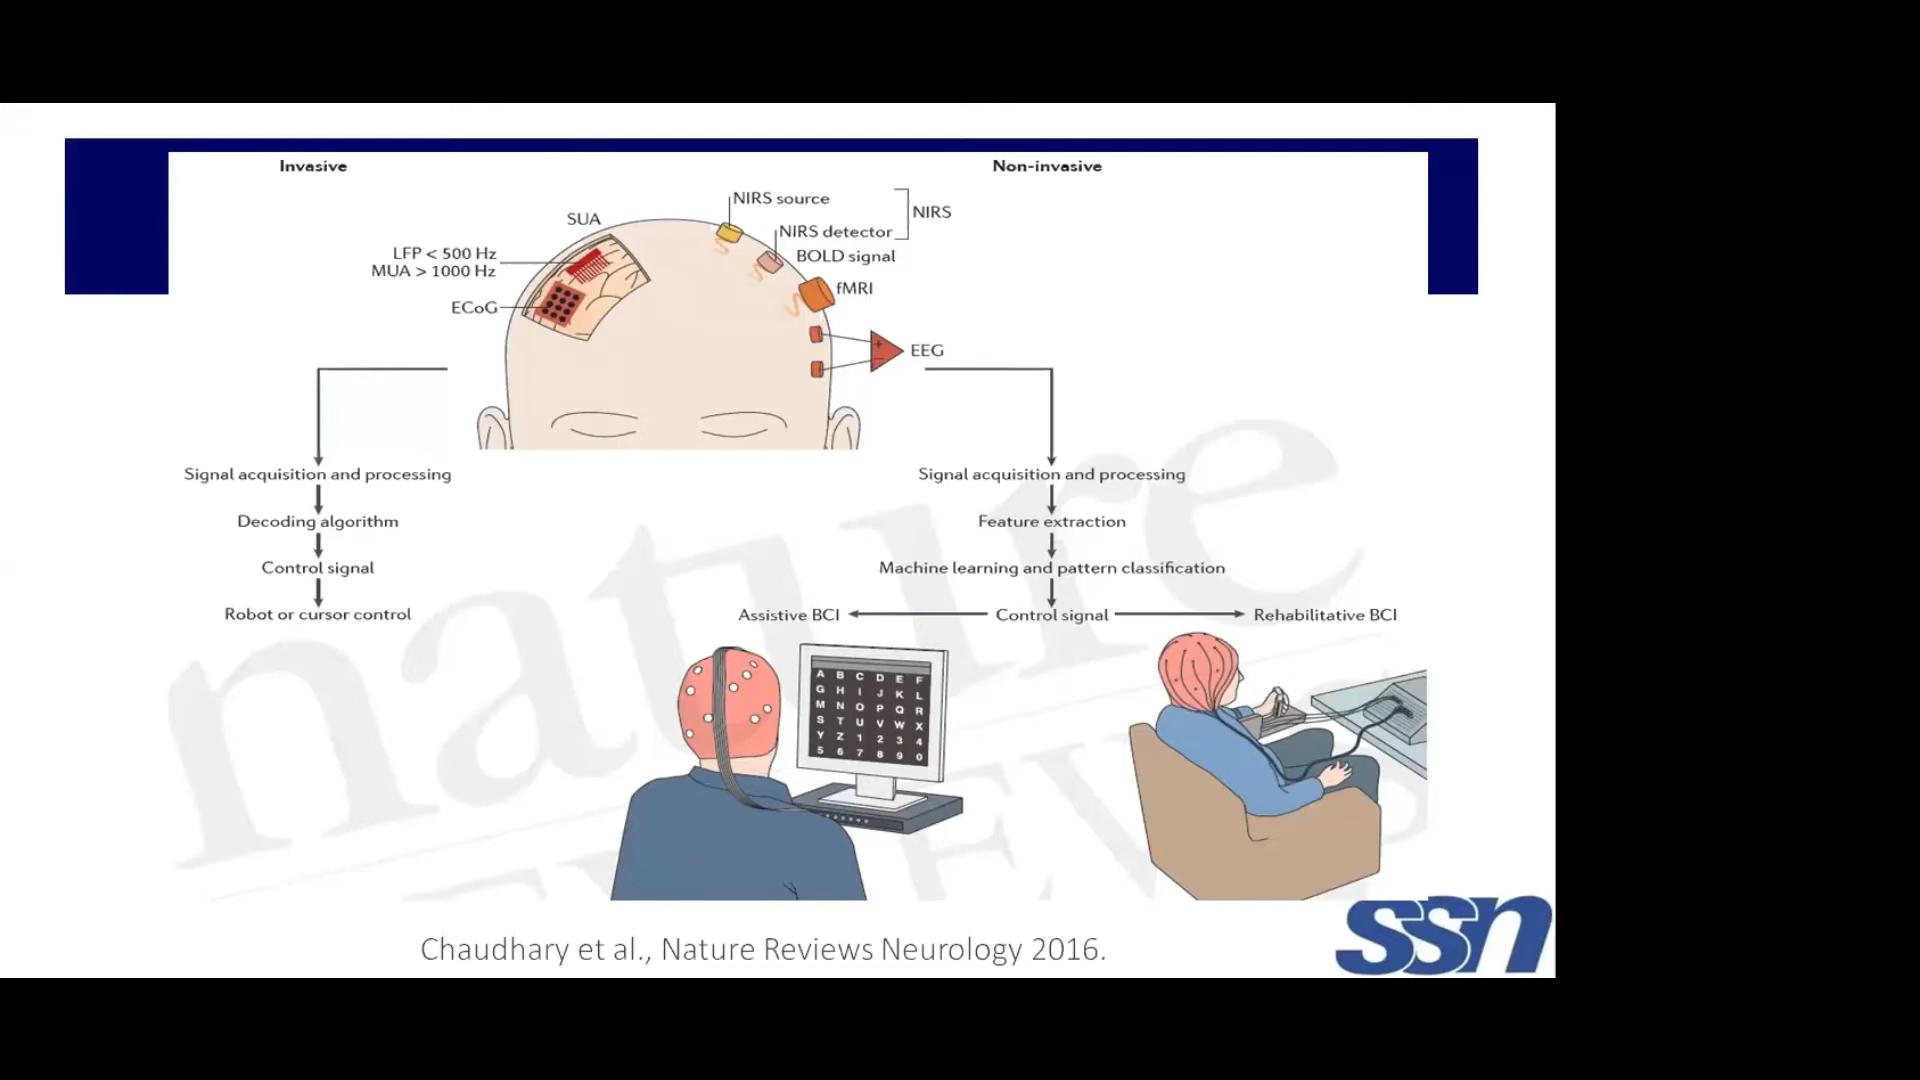 Invasive
Non-invasive
NIRS source
NIRS
SUA
NIRS detector
LFP < 500 Hz
BOLD signal
MUA > 1000 Hz
fMRI
ECoG
EEG
Signal acquisition and processing
Decoding algorithm
Control signal
Robot or cursor control
Signal acquisition and processing
Feature extraction
Machine learning and pattern classification
Assistive BCI
Control signal
Rehabilitative BCI
A B C D E F
G H I J K L
M N O P Q R
S T U V W X
Y Z 1 2 3 4
5 6 7 8 9 0
nature
Chaudhary et al., Nature Reviews Neurology 2016.
ssn